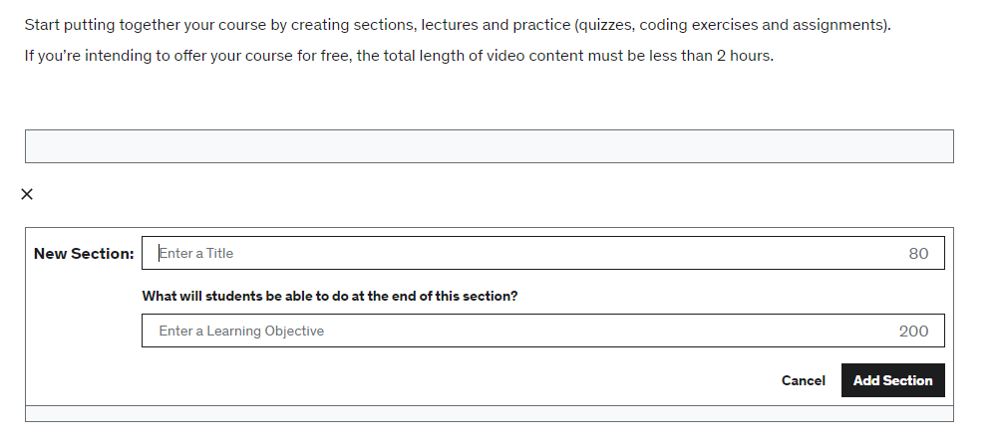 Start putting together your course by creating sections, lectures and practice (quizzes, coding exercises and assignments).
If you’re intending to offer your course for free, the total length of video content must be less than 2 hours.
New Section: Enter a Title 80
What will students be able to do at the end of this section?
Enter a Learning Objective 200
Cancel Add Section